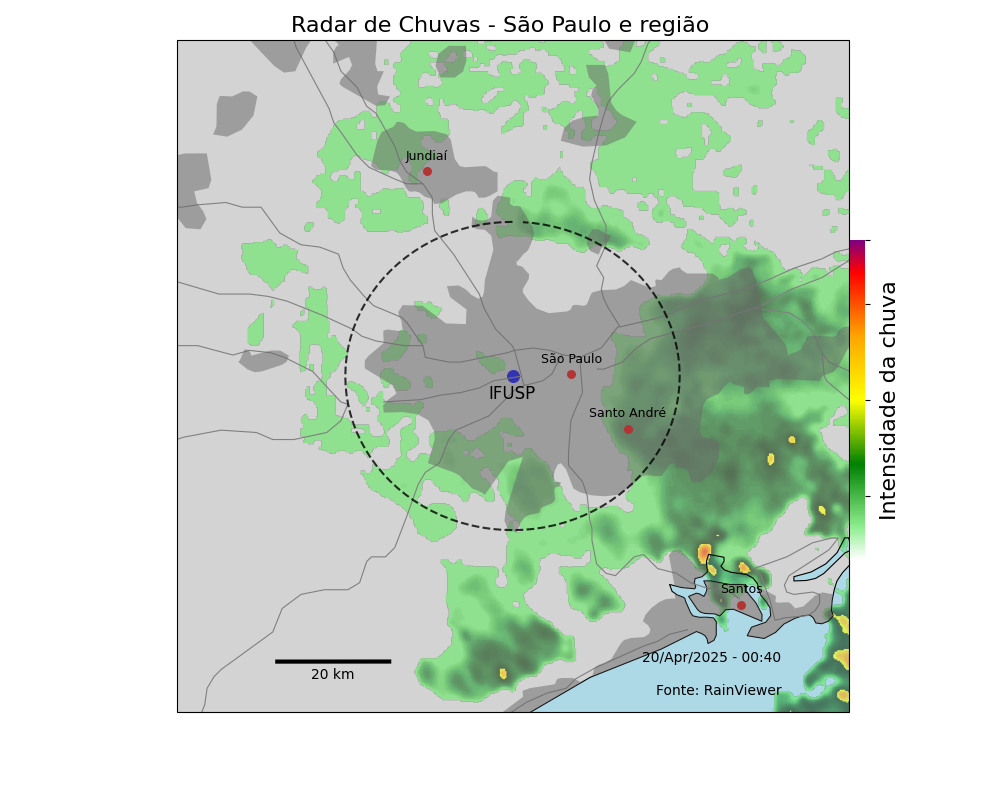 Radar de Chuvas - São Paulo e região
Jundiaí
São Paulo
IFUSP
Santo André
Intensidade da chuva
Santos
20/Apr/2025 - 00:40
20 km
Fonte: RainViewer